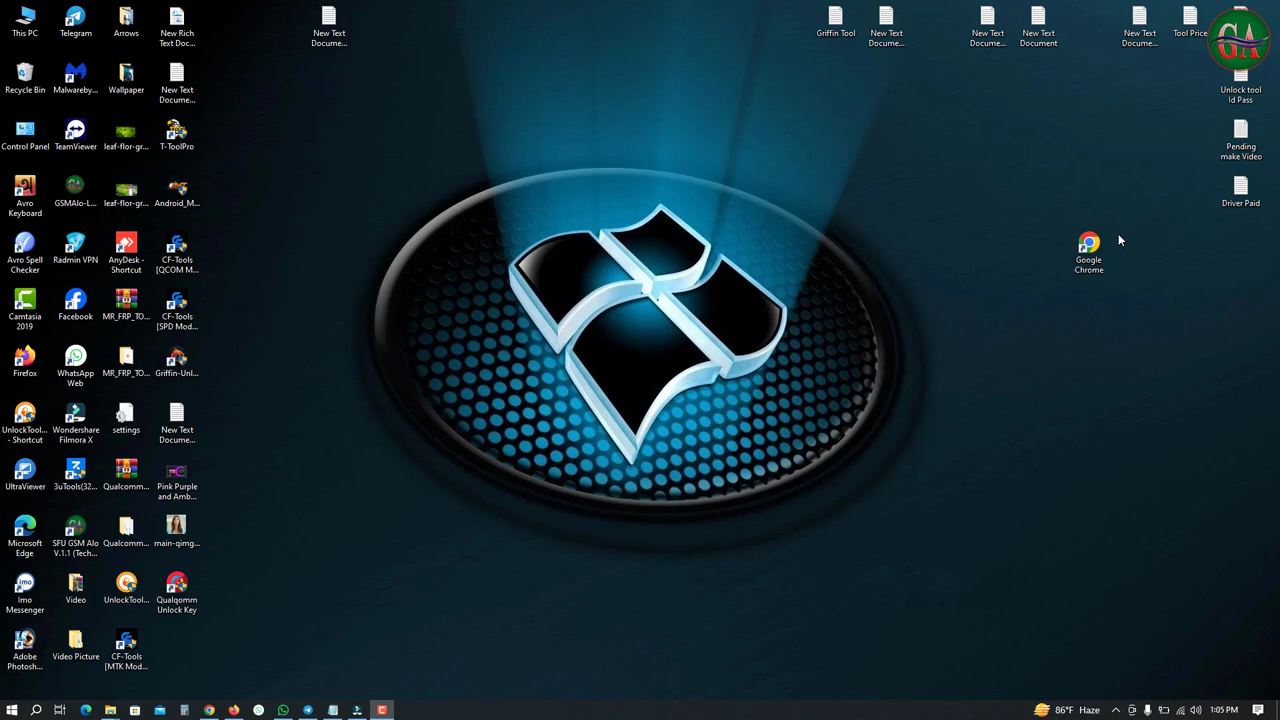 This PC
Telegram
Arrows
New Rich
Text Doc...
New Text
Docume...
Griffin Tool
New Text
Docume...
New Text
Docume...
New Text
Document
New Text
Docume...
Tool Price
GA
Recycle Bin
Malwareby...
Wallpaper
New Text
Docume...
Unlock tool
Id Pass
Control Panel
TeamViewer
leaf-flor-gr...
T-ToolPro
Pending
make Video
Avro
Keyboard
GSMAlo-L...
leaf-flor-gr...
Android_M...
Driver Paid
Avro Spell
Checker
Radmin VPN
AnyDesk -
Shortcut
CF-Tools
[QCOM M...
Google
Chrome
Camtasia
2019
Facebook
MR_FRP_TO...
CF-Tools
[SPD Mod...
Firefox
WhatsApp
Web
MR_FRP_TO...
Griffin-Unl...
UnlockTool...
- Shortcut
Wondershare
Filmora X
settings
New Text
Docume...
UltraViewer
3uTools(32...
Qualcomm...
Pink Purple
and Amb...
Microsoft
Edge
SFU GSM Alo
V.1.1 (Tech...
Qualcomm...
main-qimg...
Imo
Messenger
Video
UnlockTool...
Qualqomm
Unlock Key
Adobe
Photosh...
Video Picture
CF-Tools
[MTK Mod...
86°F Haze
1:05 PM